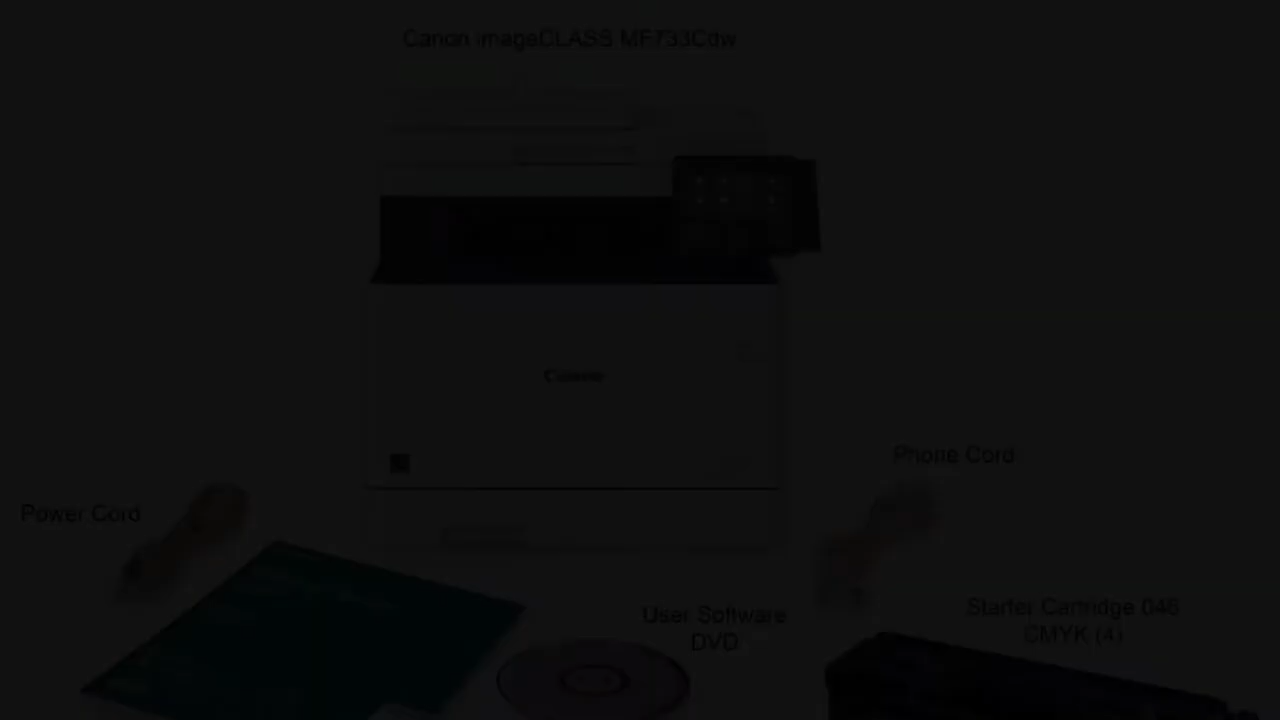 Canon imageCLASS MF733Cdw
Canon
Phone Cord
Power Cord
User Software
DVD
Starter Cartridge 046
CMYK (4)